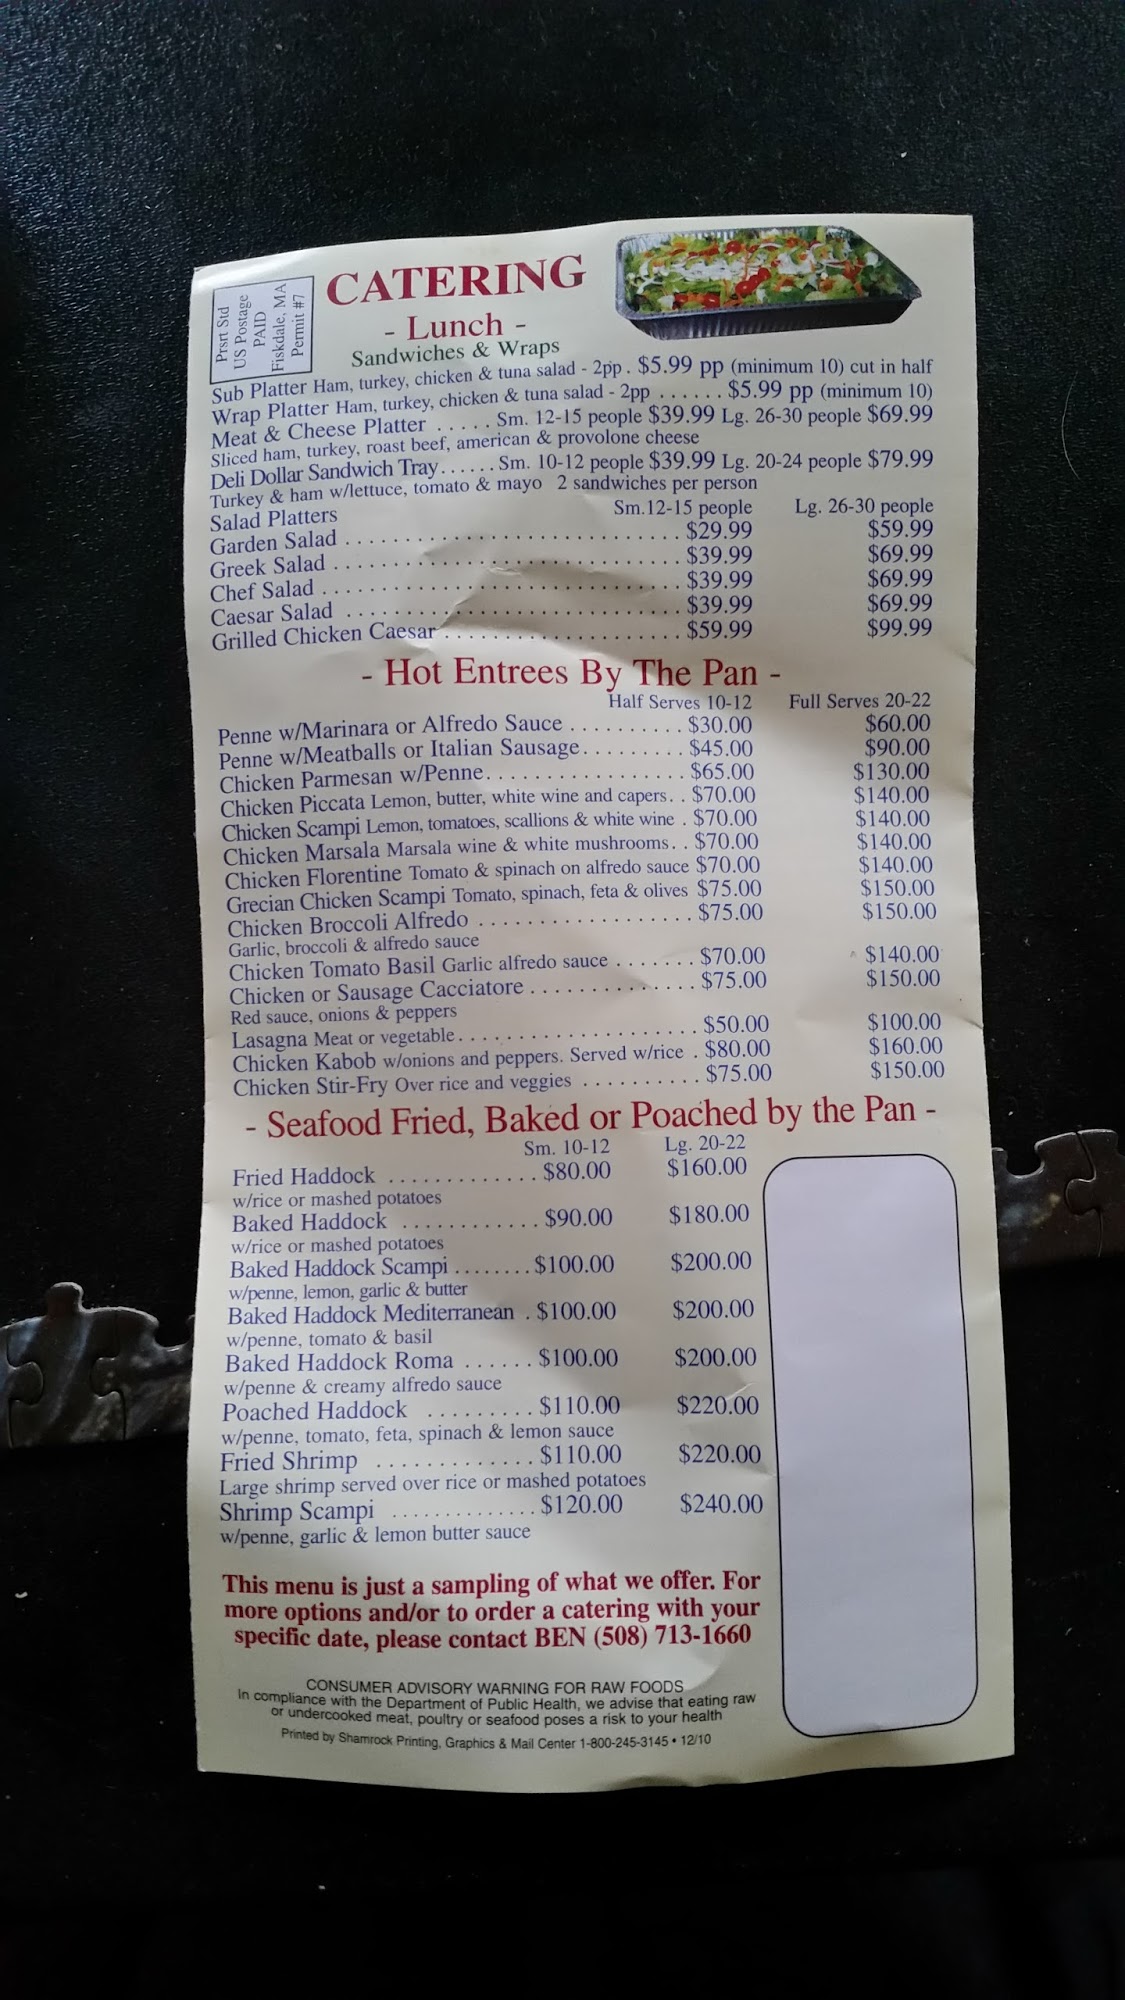 Prsrt Std
US Postage
PAID
Fiskdale, MA
Permit #7
CATERING
- Lunch -
Sandwiches & Wraps
Sub Platter Ham, turkey, chicken & tuna salad - 2pp . $5.99 pp (minimum 10) cut in half
Wrap Platter Ham, turkey, chicken & tuna salad - 2pp . . . . . . $5.99 pp (minimum 10)
Meat & Cheese Platter . . . . . Sm. 12-15 people $39.99 Lg. 26-30 people $69.99
Sliced ham, turkey, roast beef, american & provolone cheese
Deli Dollar Sandwich Tray . . . . . . Sm. 10-12 people $39.99 Lg. 20-24 people $79.99
Turkey & ham w/lettuce, tomato & mayo 2 sandwiches per person
Salad Platters Sm.12-15 people Lg. 26-30 people
Garden Salad . . . . . . . . . . $29.99 $59.99
Greek Salad . . . . . . . . . . $39.99 $69.99
Chef Salad . . . . . . . . . . $39.99 $69.99
Caesar Salad . . . . . . . . . . $39.99 $69.99
Grilled Chicken Caesar . . . . . . . . . . $59.99 $99.99
- Hot Entrees By The Pan -
Half Serves 10-12 Full Serves 20-22
Penne w/Marinara or Alfredo Sauce . . . . . . . . . . $30.00 $60.00
Penne w/Meatballs or Italian Sausage . . . . . . . . . $45.00 $90.00
Chicken Parmesan w/Penne . . . . . . . . . . $65.00 $130.00
Chicken Piccata Lemon, butter, white wine and capers. . $70.00 $140.00
Chicken Scampi Lemon, tomatoes, scallions & white wine . $70.00 $140.00
Chicken Marsala Marsala wine & white mushrooms. . $70.00 $140.00
Chicken Florentine Tomato & spinach on alfredo sauce $70.00 $140.00
Grecian Chicken Scampi Tomato, spinach, feta & olives $75.00 $150.00
Chicken Broccoli Alfredo . . . . . . . . . . $75.00 $150.00
Garlic, broccoli & alfredo sauce
Chicken Tomato Basil Garlic alfredo sauce . . . . . . . $70.00 $140.00
Chicken or Sausage Cacciatore . . . . . . . . . . $75.00 $150.00
Red sauce, onions & peppers
Lasagna Meat or vegetable . . . . . . . . . . $50.00 $100.00
Chicken Kabob w/onions and peppers. Served w/rice . $80.00 $160.00
Chicken Stir-Fry Over rice and veggies . . . . . . . . . . $75.00 $150.00
- Seafood Fried, Baked or Poached by the Pan -
Sm. 10-12 Lg. 20-22
Fried Haddock . . . . . . . . . . . . . $80.00 $160.00
w/rice or mashed potatoes
Baked Haddock . . . . . . . . . . . . $90.00 $180.00
w/rice or mashed potatoes
Baked Haddock Scampi . . . . . . . . $100.00 $200.00
w/penne, lemon, garlic & butter
Baked Haddock Mediterranean . $100.00 $200.00
w/penne, tomato & basil
Baked Haddock Roma . . . . . . $100.00 $200.00
w/penne & creamy alfredo sauce
Poached Haddock . . . . . . . . . $110.00 $220.00
w/penne, tomato, feta, spinach & lemon sauce
Fried Shrimp . . . . . . . . . . . . . $110.00 $220.00
Large shrimp served over rice or mashed potatoes
Shrimp Scampi . . . . . . . . . . . . . $120.00 $240.00
w/penne, garlic & lemon butter sauce
This menu is just a sampling of what we offer. For
more options and/or to order a catering with your
specific date, please contact BEN (508) 713-1660
CONSUMER ADVISORY WARNING FOR RAW FOODS
In compliance with the Department of Public Health, we advise that eating raw
or undercooked meat, poultry or seafood poses a risk to your health
Printed by Shamrock Printing, Graphics & Mail Center 1-800-245-3145 • 12/10